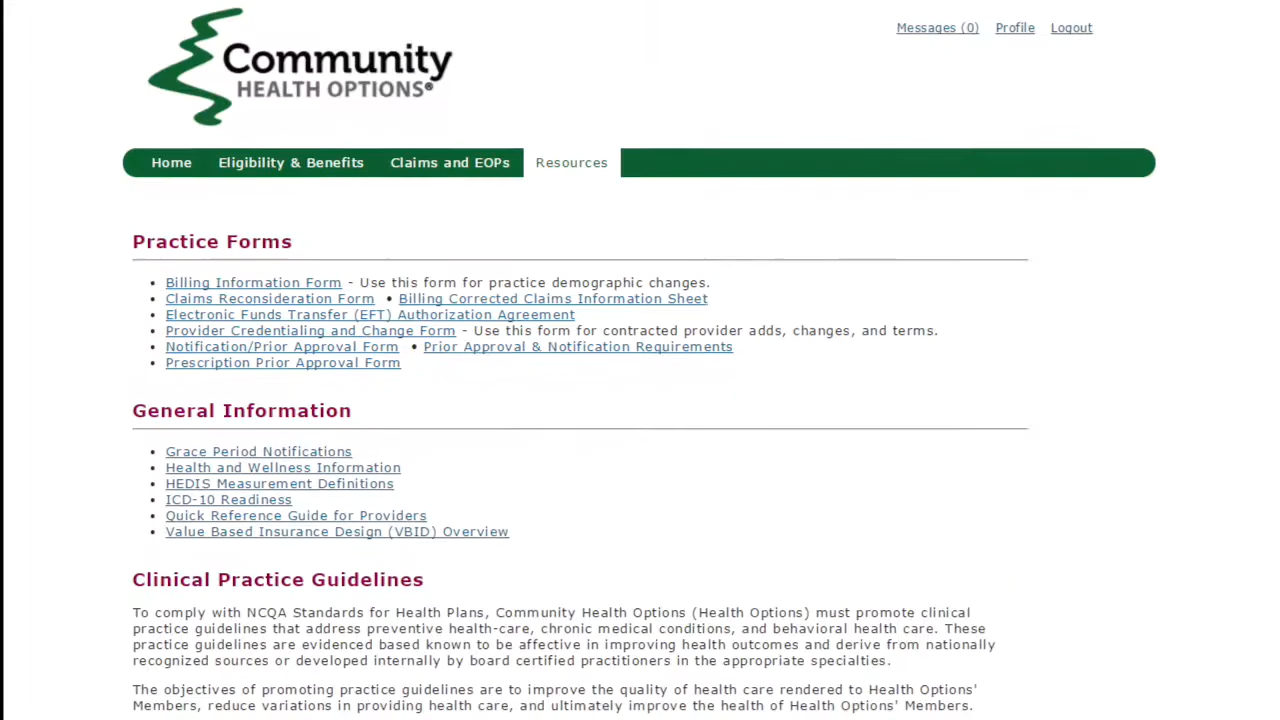 Messages (0) Profile Logout
Community
HEALTH OPTIONS®
Home Eligibility & Benefits Claims and EOPs Resources
Practice Forms
• Billing Information Form - Use this form for practice demographic changes.
• Claims Reconsideration Form • Billing Corrected Claims Information Sheet
• Electronic Funds Transfer (EFT) Authorization Agreement
• Provider Credentialing and Change Form - Use this form for contracted provider adds, changes, and terms.
• Notification/Prior Approval Form • Prior Approval & Notification Requirements
• Prescription Prior Approval Form
General Information
• Grace Period Notifications
• Health and Wellness Information
• HEDIS Measurement Definitions
• ICD-10 Readiness
• Quick Reference Guide for Providers
• Value Based Insurance Design (VBID) Overview
Clinical Practice Guidelines
To comply with NCQA Standards for Health Plans, Community Health Options (Health Options) must promote clinical
practice guidelines that address preventive health-care, chronic medical conditions, and behavioral health care. These
practice guidelines are evidenced based known to be affective in improving health outcomes and derive from nationally
recognized sources or developed internally by board certified practitioners in the appropriate specialties.
The objectives of promoting practice guidelines are to improve the quality of health care rendered to Health Options'
Members, reduce variations in providing health care, and ultimately improve the health of Health Options' Members.